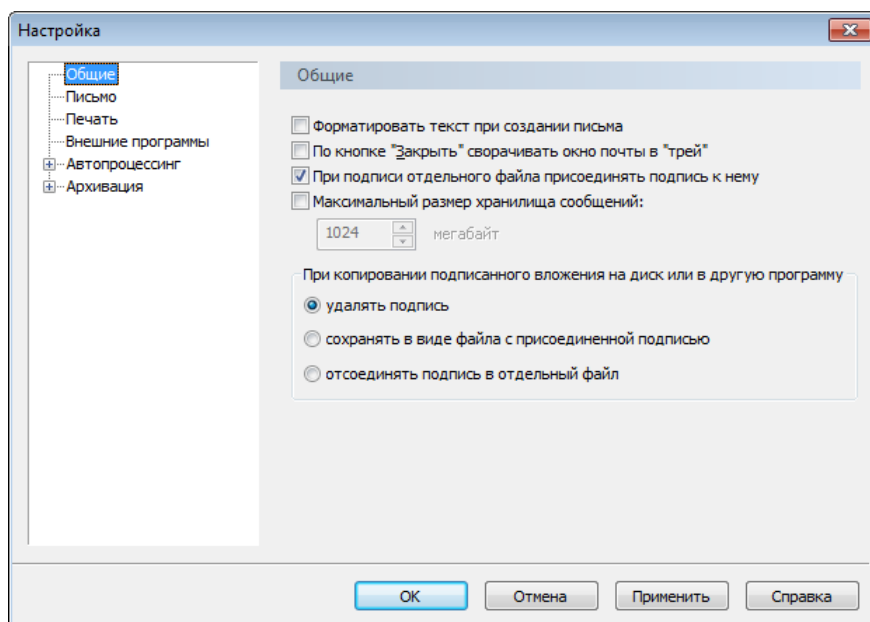 Настройка
Общие
Письмо
Печать
Внешние программы
Автопроцессинг
Архивация
Общие
Форматировать текст при создании письма
По кнопке "Закрыть" сворачивать окно почты в "трей"
При подписи отдельного файла присоединять подпись к нему
Максимальный размер хранилища сообщений:
1024 мегабайт
При копировании подписанного вложения на диск или в другую программу
удалять подпись
сохранять в виде файла с присоединенной подписью
отсоединять подпись в отдельный файл
ОК Отмена Применить Справка